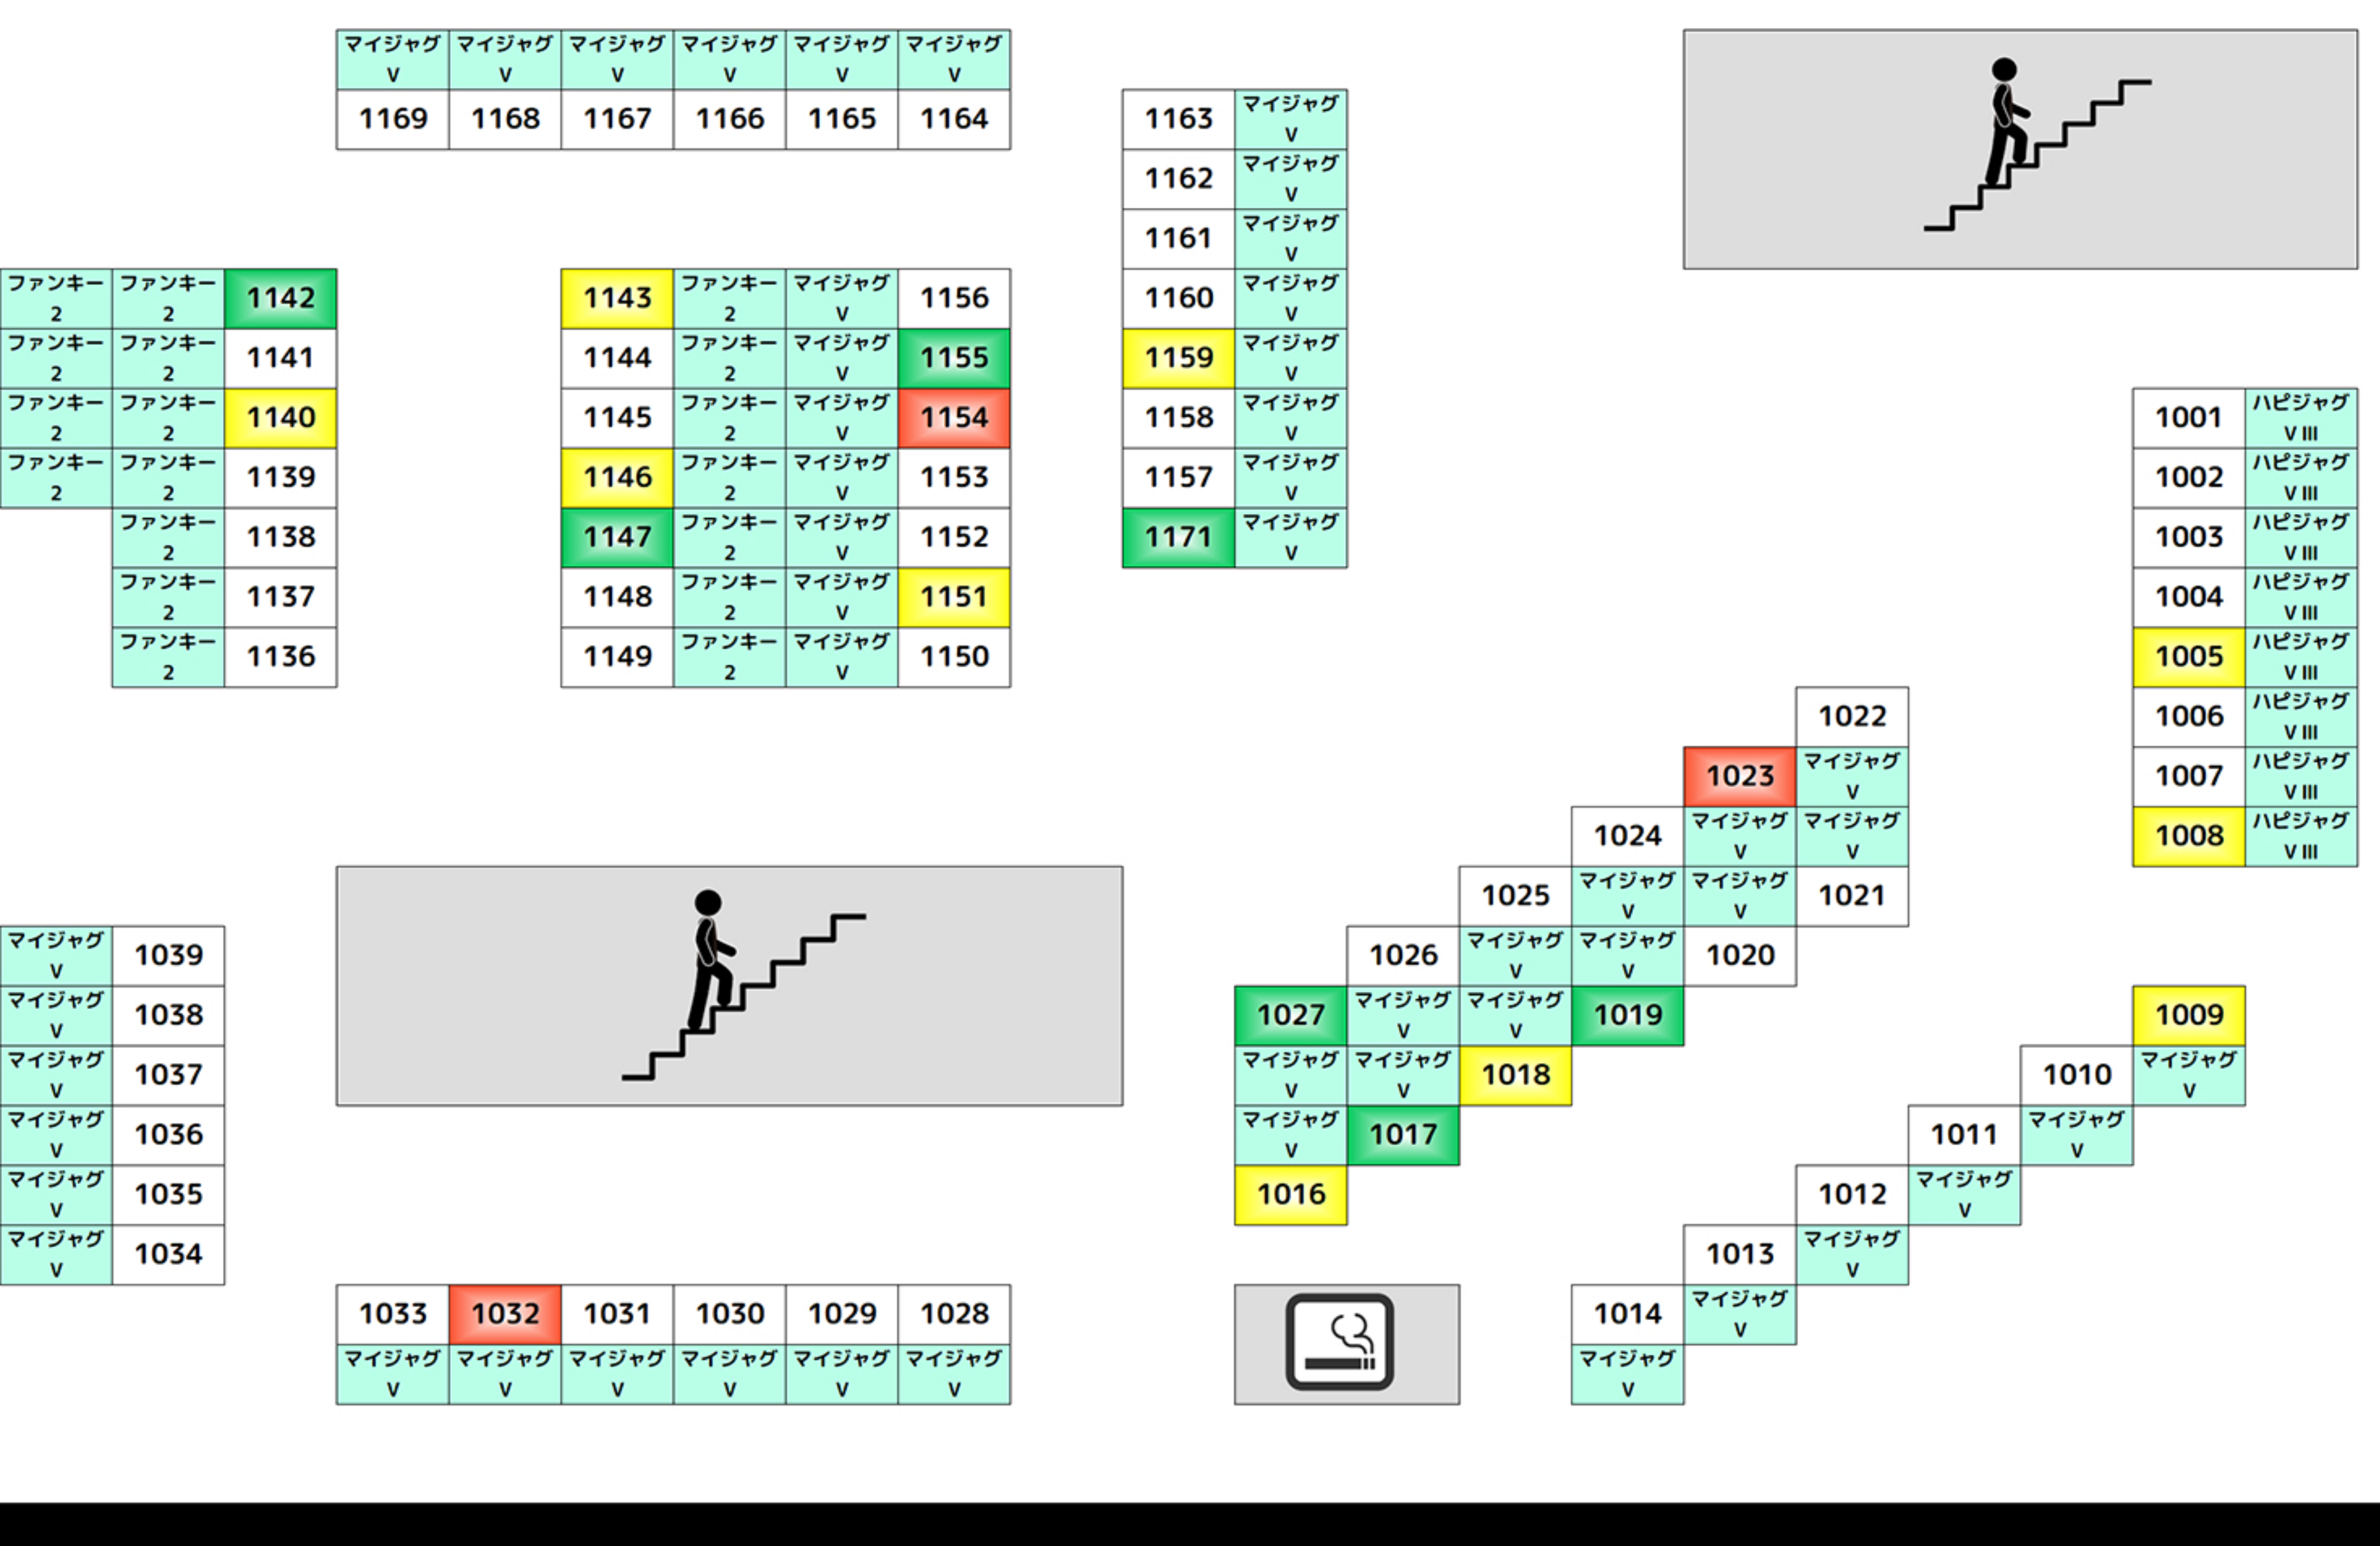 マイジャグ マイジャグ マイジャグ マイジャグ マイジャグ マイジャグ
V V V V V V
1169 1168 1167 1166 1165 1164
1163 マイジャグ
V
1162 マイジャグ
V
1161 マイジャグ
V
1160 マイジャグ
V
1159 マイジャグ
V
1158 マイジャグ
V
1157 マイジャグ
V
1171 マイジャグ
V
ファンキー ファンキー 1142
2 2
ファンキー ファンキー 1141
2 2
ファンキー ファンキー 1140
2 2
ファンキー ファンキー 1139
2 2
ファンキー 1138
2
ファンキー 1137
2
ファンキー 1136
2
1143 ファンキー マイジャグ 1156
2 V
1144 ファンキー マイジャグ 1155
2 V
1145 ファンキー マイジャグ 1154
2 V
1146 ファンキー マイジャグ 1153
2 V
1147 ファンキー マイジャグ 1152
2 V
1148 ファンキー マイジャグ 1151
2 V
1149 ファンキー マイジャグ 1150
2 V
1001 ハピジャグ
V III
1002 ハピジャグ
V III
1003 ハピジャグ
V III
1004 ハピジャグ
V III
1005 ハピジャグ
V III
1006 ハピジャグ
V III
1007 ハピジャグ
V III
1008 ハピジャグ
V III
1022
1023 マイジャグ
V
1024 マイジャグ マイジャグ
V V
1025 マイジャグ マイジャグ 1021
V V
1026 マイジャグ マイジャグ 1020
V V
1027 マイジャグ マイジャグ 1019
V V
マイジャグ マイジャグ 1018
V V
マイジャグ 1017
V
1016
マイジャグ 1039
V
マイジャグ 1038
V
マイジャグ 1037
V
マイジャグ 1036
V
マイジャグ 1035
V
マイジャグ 1034
V
1009
1010 マイジャグ
V
1011 マイジャグ
V
1012 マイジャグ
V
1013 マイジャグ
V
1014 マイジャグ
V
マイジャグ
V
1033 1032 1031 1030 1029 1028
マイジャグ マイジャグ マイジャグ マイジャグ マイジャグ マイジャグ
V V V V V V